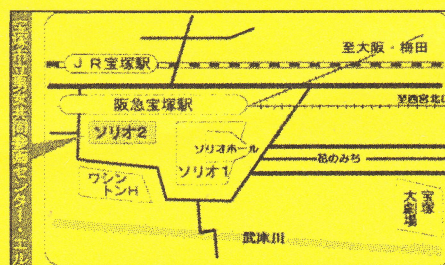 宝塚市立男女共同参画センター・エル
至大阪・梅田
JR宝塚駅
阪急宝塚駅
至西宮北口
ソリオ2
ソリオホール
ソリオ1
花のみち
ワシン
トンH
宝塚
大劇場
武庫川